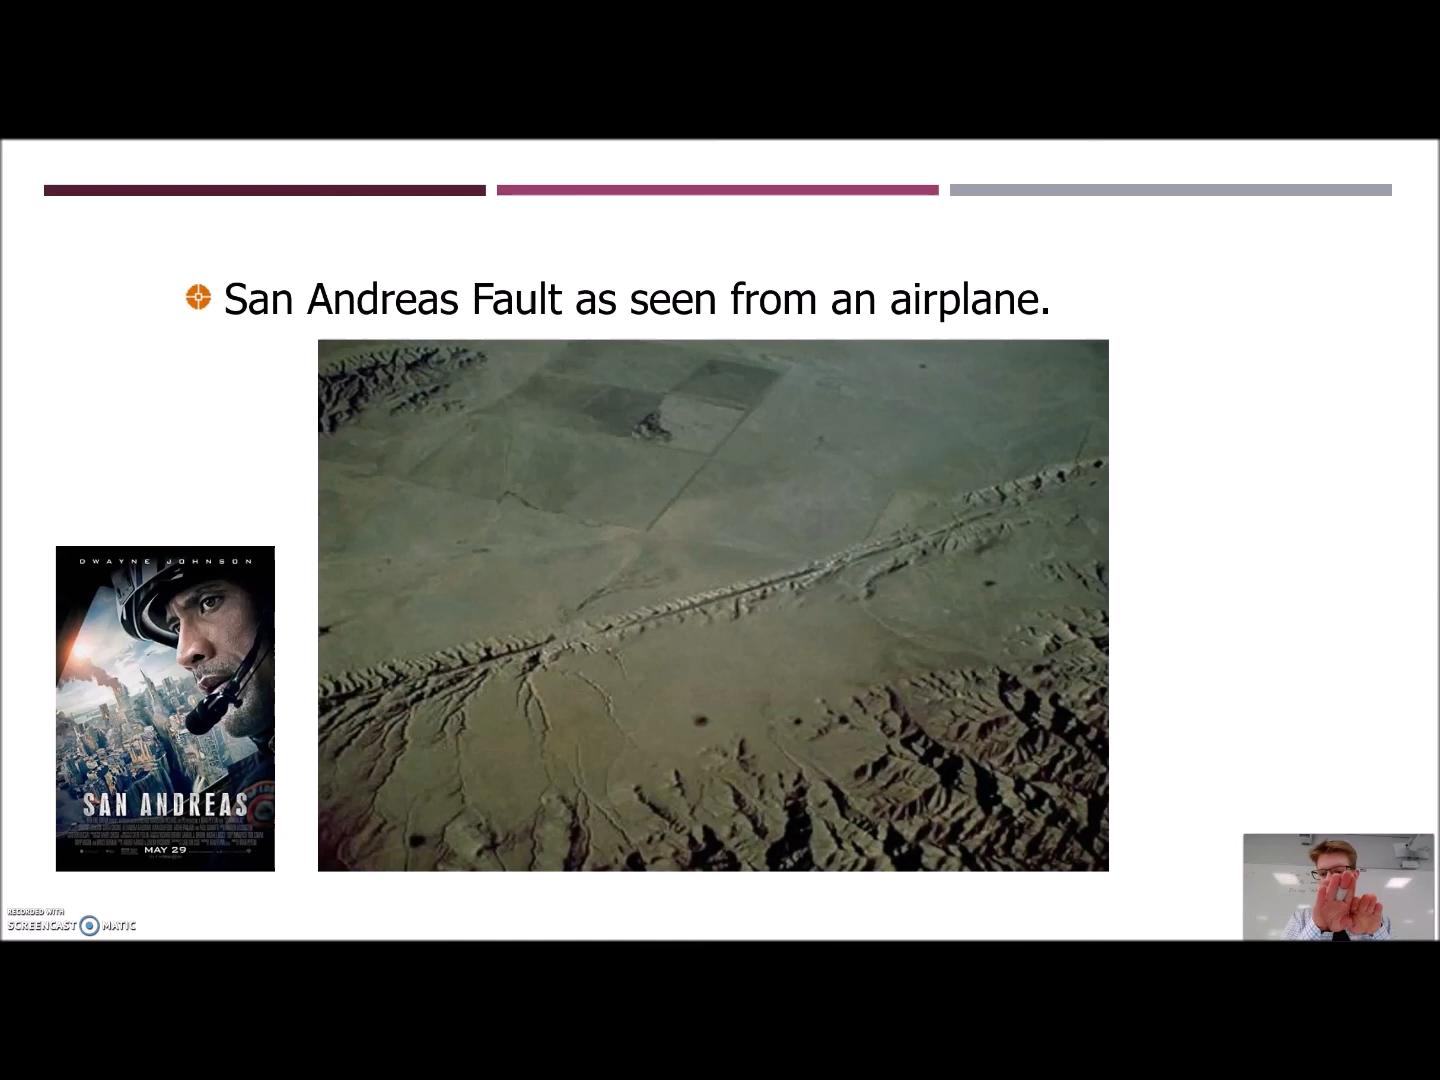 San Andreas Fault as seen from an airplane.
DWAYNE JOHNSON
SAN ANDREAS
MAY 29
RECORDED WITH
SCREENCAST MATIC